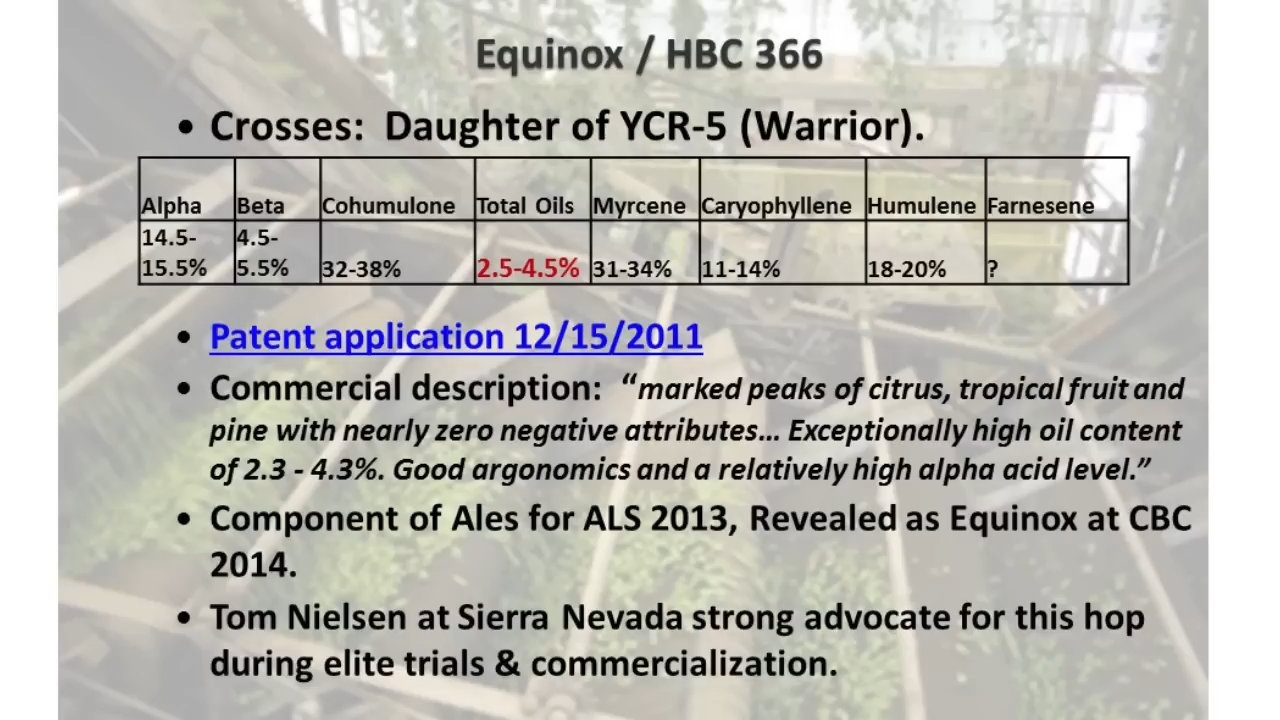 Equinox / HBC 366
• Crosses: Daughter of YCR-5 (Warrior).
Alpha Beta Cohumulone Total Oils Myrcene Caryophyllene Humulene Farnesene
14.5- 4.5-
15.5% 5.5% 32-38% 2.5-4.5% 31-34% 11-14% 18-20% ?
• Patent application 12/15/2011
• Commercial description: “marked peaks of citrus, tropical fruit and
pine with nearly zero negative attributes… Exceptionally high oil content
of 2.3 - 4.3%. Good argonomics and a relatively high alpha acid level.”
• Component of Ales for ALS 2013, Revealed as Equinox at CBC
2014.
• Tom Nielsen at Sierra Nevada strong advocate for this hop
during elite trials & commercialization.